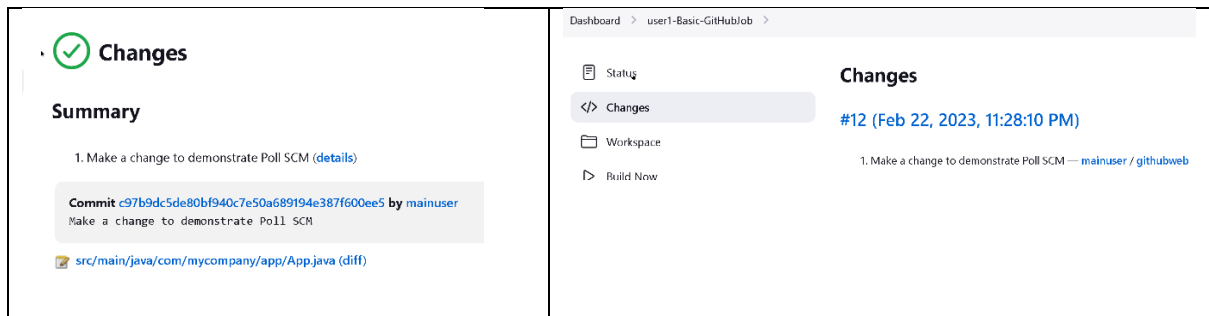 Changes
Summary
1. Make a change to demonstrate Poll SCM (details)
Commit c97b9dc5de80bf940c7e50a689194e387f600ee5 by mainuser
Make a change to demonstrate Poll SCM
src/main/java/com/mycompany/app/App.java (diff)
Dashboard > user1-Basic-GitHubJob >
Status
Changes
Workspace
Build Now
Changes
#12 (Feb 22, 2023, 11:28:10 PM)
1. Make a change to demonstrate Poll SCM — mainuser / githubweb